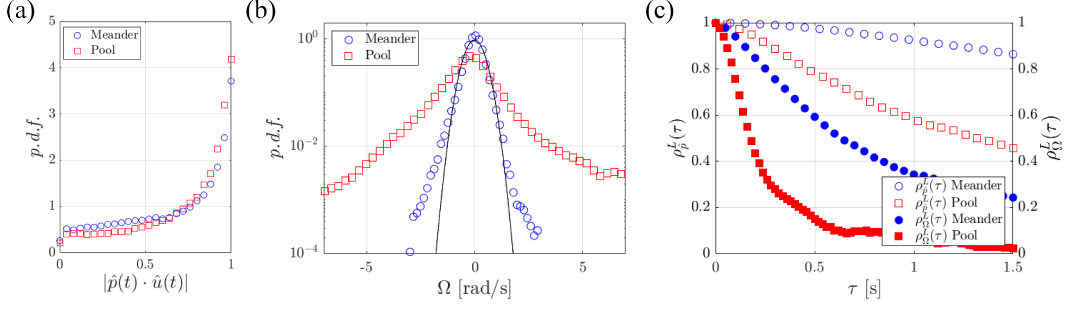 (a)
5
4
3
2
1
0
p.d.f.
Meander
Pool
0
0.5
1
|p̂(t) · û(t)|
(b)
10⁰
10⁻²
10⁻⁴
p.d.f.
Meander
Pool
-5
0
5
Ω [rad/s]
(c)
1
0.8
0.6
0.4
0.2
0
ρ^L_p̂(τ)
1
0.8
0.6
0.4
0.2
0
ρ^L_Ω(τ)
ρ^L_p̂(τ) Meander
ρ^L_p̂(τ) Pool
ρ^L_Ω(τ) Meander
ρ^L_Ω(τ) Pool
0
0.5
1
1.5
τ [s]